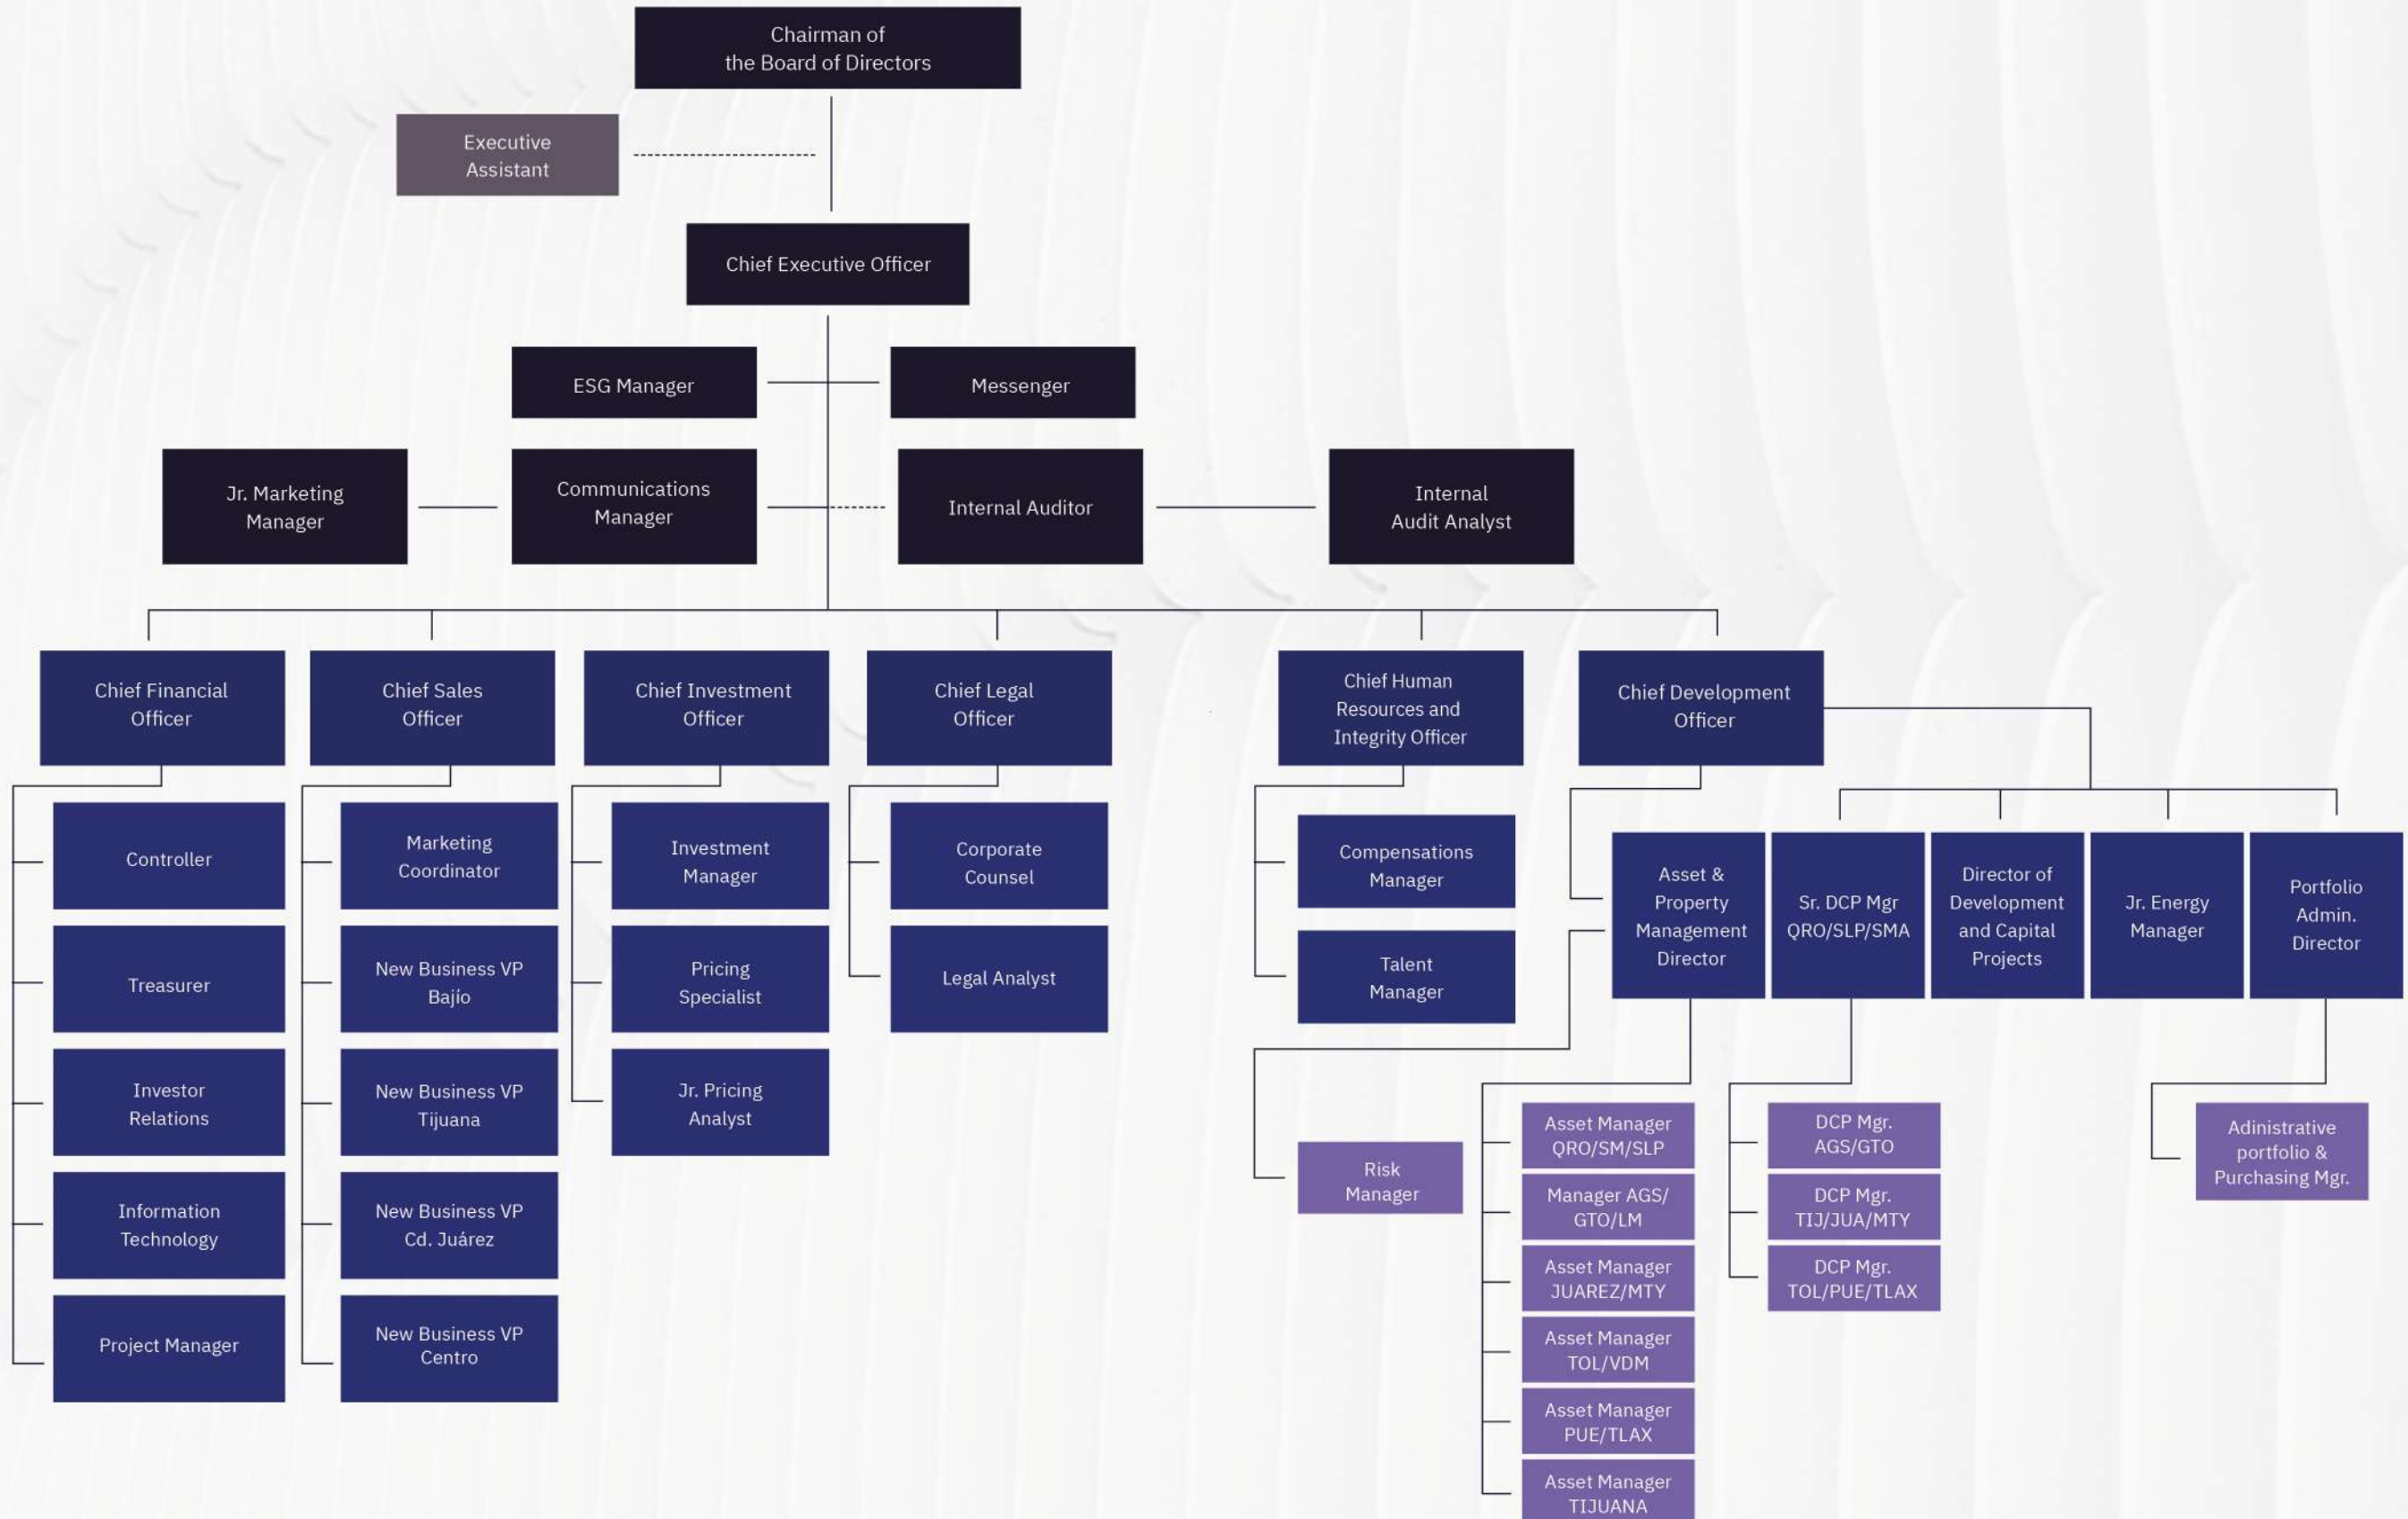 Chairman of
the Board of Directors
Executive
Assistant
Chief Executive Officer
ESG Manager
Messenger
Jr. Marketing
Manager
Communications
Manager
Internal Auditor
Internal
Audit Analyst
Chief Financial
Officer
Chief Sales
Officer
Chief Investment
Officer
Chief Legal
Officer
Chief Human
Resources and
Integrity Officer
Chief Development
Officer
Controller
Treasurer
Investor
Relations
Information
Technology
Project Manager
Marketing
Coordinator
New Business VP
Bajío
New Business VP
Tijuana
New Business VP
Cd. Juárez
New Business VP
Centro
Investment
Manager
Pricing
Specialist
Jr. Pricing
Analyst
Corporate
Counsel
Legal Analyst
Compensations
Manager
Talent
Manager
Asset &
Property
Management
Director
Sr. DCP Mgr
QRO/SLP/SMA
Director of
Development
and Capital
Projects
Jr. Energy
Manager
Portfolio
Admin.
Director
Risk
Manager
Asset Manager
QRO/SM/SLP
Manager AGS/
GTO/LM
Asset Manager
JUAREZ/MTY
Asset Manager
TOL/VDM
Asset Manager
PUE/TLAX
Asset Manager
TIJUANA
DCP Mgr.
AGS/GTO
DCP Mgr.
TIJ/JUA/MTY
DCP Mgr.
TOL/PUE/TLAX
Adinistrative
portfolio &
Purchasing Mgr.